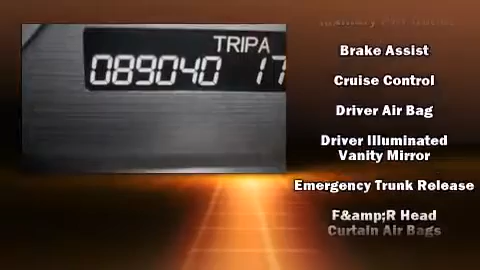 TRIPA
089040 17
Brake Assist
Cruise Control
Driver Air Bag
Driver Illuminated
Vanity Mirror
Emergency Trunk Release
F&amp;R Head
Curtain Air Bags